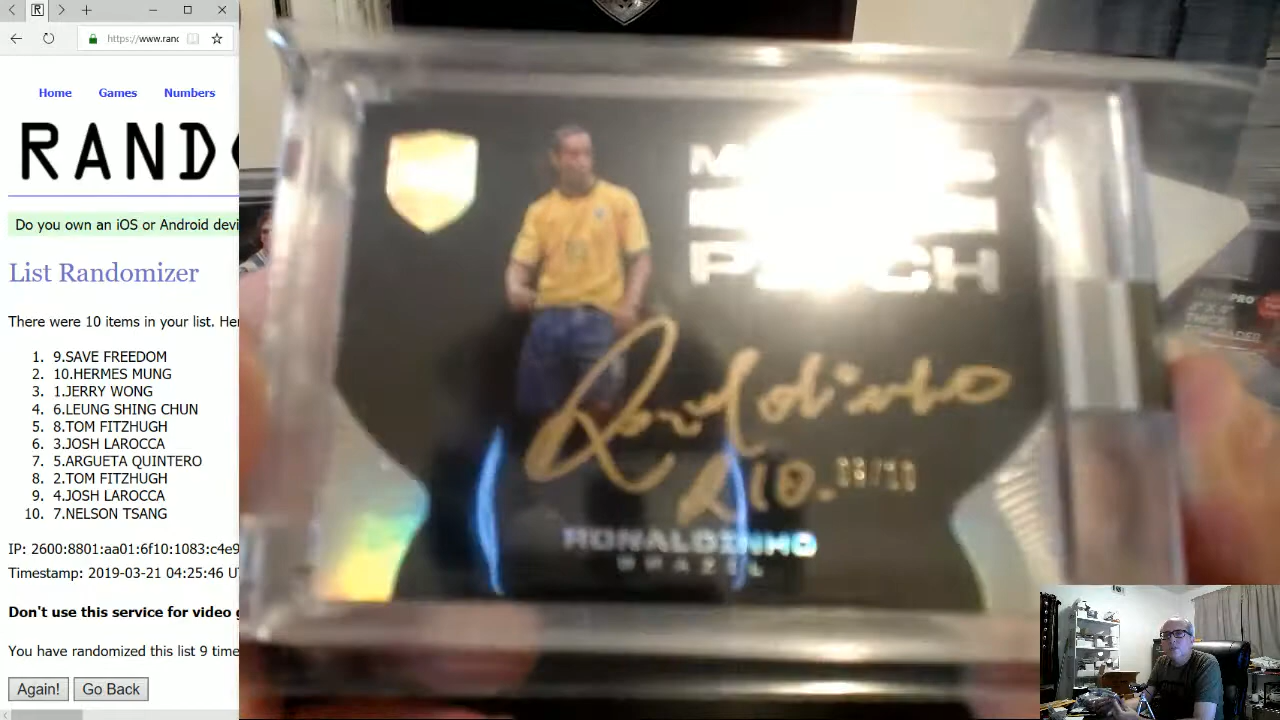 https://www.ranc
Home Games Numbers
RAND
Do you own an iOS or Android devi
List Randomizer
There were 10 items in your list. Her
1. 9.SAVE FREEDOM
2. 10.HERMES MUNG
3. 1.JERRY WONG
4. 6.LEUNG SHING CHUN
5. 8.TOM FITZHUGH
6. 3.JOSH LAROCCA
7. 5.ARGUETA QUINTERO
8. 2.TOM FITZHUGH
9. 4.JOSH LAROCCA
10. 7.NELSON TSANG
IP: 2600:8801:aa01:6f10:1083:c4e9
Timestamp: 2019-03-21 04:25:46 U
Don't use this service for video g
You have randomized this list 9 time
Again! Go Back
Ronaldinho
R10.
RONALDINHO
BRAZIL